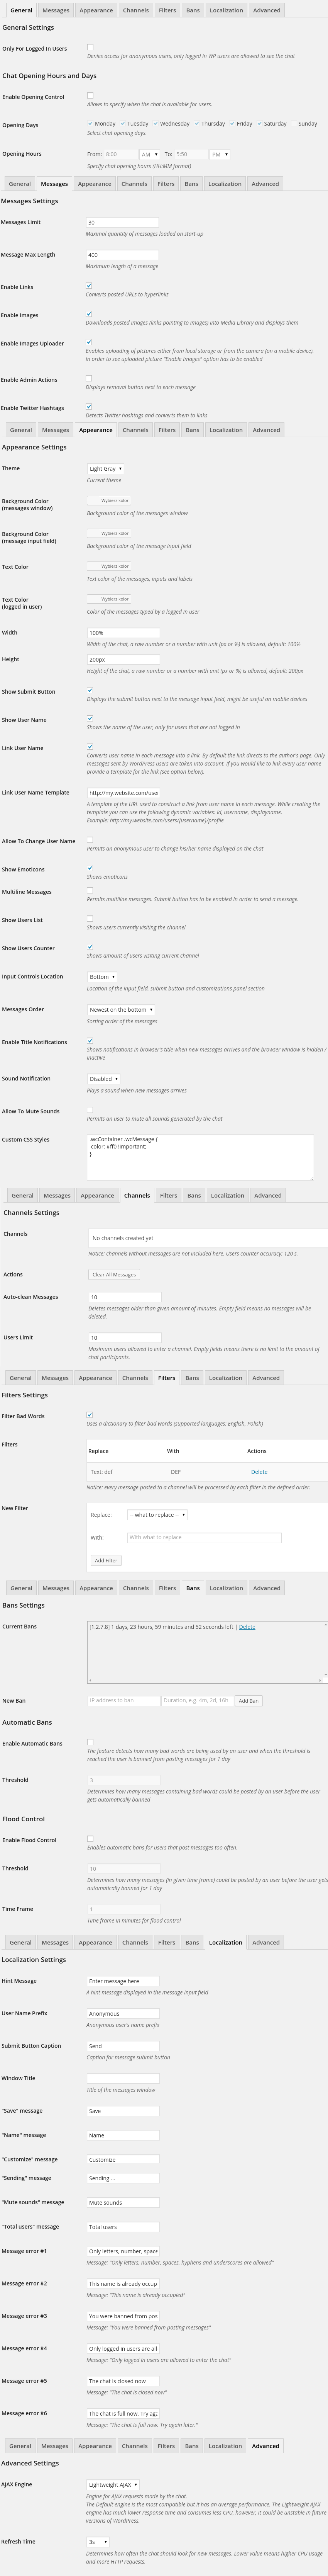 General Messages Appearance Channels Filters Bans Localization Advanced
General Settings
Only For Logged In Users
Denies access for anonymous users, only logged in WP users are allowed to see the chat
Chat Opening Hours and Days
Enable Opening Control
Allows to specify when the chat is available for users.
Opening Days Monday Tuesday Wednesday Thursday Friday Saturday Sunday
Select chat opening days.
Opening Hours From: 8:00 AM To: 5:50 PM
Specify chat opening hours (HH:MM format)
General Messages Appearance Channels Filters Bans Localization Advanced
Messages Settings
Messages Limit 30
Maximal quantity of messages loaded on start-up
Message Max Length 400
Maximum length of a message
Enable Links
Converts posted URLs to hyperlinks
Enable Images
Downloads posted images (links pointing to images) into Media Library and displays them
Enable Images Uploader
Enables uploading of pictures either from local storage or from the camera (on a mobile device).
In order to see uploaded picture "Enable Images" option has to be enabled
Enable Admin Actions
Displays removal button next to each message
Enable Twitter Hashtags
Detects Twitter hashtags and converts them to links
General Messages Appearance Channels Filters Bans Localization Advanced
Appearance Settings
Theme Light Gray
Current theme
Background Color
(messages window) Wybierz kolor
Background color of the messages window
Background Color
(message input field) Wybierz kolor
Background color of the message input field
Text Color Wybierz kolor
Text color of the messages, inputs and labels
Text Color
(logged in user) Wybierz kolor
Color of the messages typed by a logged in user
Width 100%
Width of the chat, a raw number or a number with unit (px or %) is allowed, default: 100%
Height 200px
Height of the chat, a raw number or a number with unit (px or %) is allowed, default: 200px
Show Submit Button
Displays the submit button next to the message input field, might be useful on mobile devices
Show User Name
Shows the name of the user, only for users that are not logged in
Link User Name
Converts user name in each message into a link. By default the link directs to the author's page. Only
messages sent by WordPress users are taken into account. If you would like to link every user name
provide a template for the link (see option below).
Link User Name Template http://my.website.com/use
A template of the URL used to construct a link from user name in each message. While creating the
template you can use the following dynamic variables: id, username, displayname.
Example: http://my.website.com/users/{username}/profile
Allow To Change User Name
Permits an anonymous user to change his/her name displayed on the chat
Show Emoticons
Shows emoticons
Multiline Messages
Permits multiline messages. Submit button has to be enabled in order to send a message.
Show Users List
Shows users currently visiting the channel
Show Users Counter
Shows amount of users visiting current channel
Input Controls Location Bottom
Location of the input field, submit button and customizations panel section
Messages Order Newest on the bottom
Sorting order of the messages
Enable Title Notifications
Shows notifications in browser's title when new messages arrives and the browser window is hidden /
inactive
Sound Notification Disabled
Plays a sound when new messages arrives
Allow To Mute Sounds
Permits an user to mute all sounds generated by the chat
Custom CSS Styles .wcContainer .wcMessage {
color: #ff0 !important;
}
General Messages Appearance Channels Filters Bans Localization Advanced
Channels Settings
Channels No channels created yet
Notice: channels without messages are not included here. Users counter accuracy: 120 s.
Actions Clear All Messages
Auto-clean Messages 10
Deletes messages older than given amount of minutes. Empty field means no messages will be
deleted.
Users Limit 10
Maximum users allowed to enter a channel. Empty fields means there is no limit to the amount of
chat participants.
General Messages Appearance Channels Filters Bans Localization Advanced
Filters Settings
Filter Bad Words
Uses a dictionary to filter bad words (supported languages: English, Polish)
Filters Replace With Actions
Text: def DEF Delete
Notice: every message posted to a channel will be processed by each filter in the defined order.
New Filter Replace: -- what to replace --
With: With what to replace
Add Filter
General Messages Appearance Channels Filters Bans Localization Advanced
Bans Settings
Current Bans [1.2.7.8] 1 days, 23 hours, 59 minutes and 52 seconds left | Delete
New Ban IP address to ban Duration, e.g. 4m, 2d, 16h Add Ban
Automatic Bans
Enable Automatic Bans
The feature detects how many bad words are being used by an user and when the threshold is
reached the user is banned from posting messages for 1 day
Threshold 3
Determines how many messages containing bad words could be posted by an user before the user
gets automatically banned
Flood Control
Enable Flood Control
Enables automatic bans for users that post messages too often.
Threshold 10
Determines how many messages (in given time frame) could be posted by an user before the user gets
automatically banned for 1 day
Time Frame 1
Time frame in minutes for flood control
General Messages Appearance Channels Filters Bans Localization Advanced
Localization Settings
Hint Message Enter message here
A hint message displayed in the message input field
User Name Prefix Anonymous
Anonymous user's name prefix
Submit Button Caption Send
Caption for message submit button
Window Title
Title of the messages window
"Save" message Save
"Name" message Name
"Customize" message Customize
"Sending" message Sending ...
"Mute sounds" message Mute sounds
"Total users" message Total users
Message error #1 Only letters, number, space
Message: "Only letters, number, spaces, hyphens and underscores are allowed"
Message error #2 This name is already occup
Message: "This name is already occupied"
Message error #3 You were banned from pos
Message: "You were banned from posting messages"
Message error #4 Only logged in users are all
Message: "Only logged in users are allowed to enter the chat"
Message error #5 The chat is closed now
Message: "The chat is closed now"
Message error #6 The chat is full now. Try aga
Message: "The chat is full now. Try again later."
General Messages Appearance Channels Filters Bans Localization Advanced
Advanced Settings
AJAX Engine Lightweight AJAX
Engine for AJAX requests made by the chat.
The Default engine is the most compatible but it has an average performance. The Lightweight AJAX
engine has much lower response time and consumes less CPU, however, it could be unstable in future
versions of WordPress.
Refresh Time 3s
Determines how often the chat should look for new messages. Lower value means higher CPU usage
and more HTTP requests.